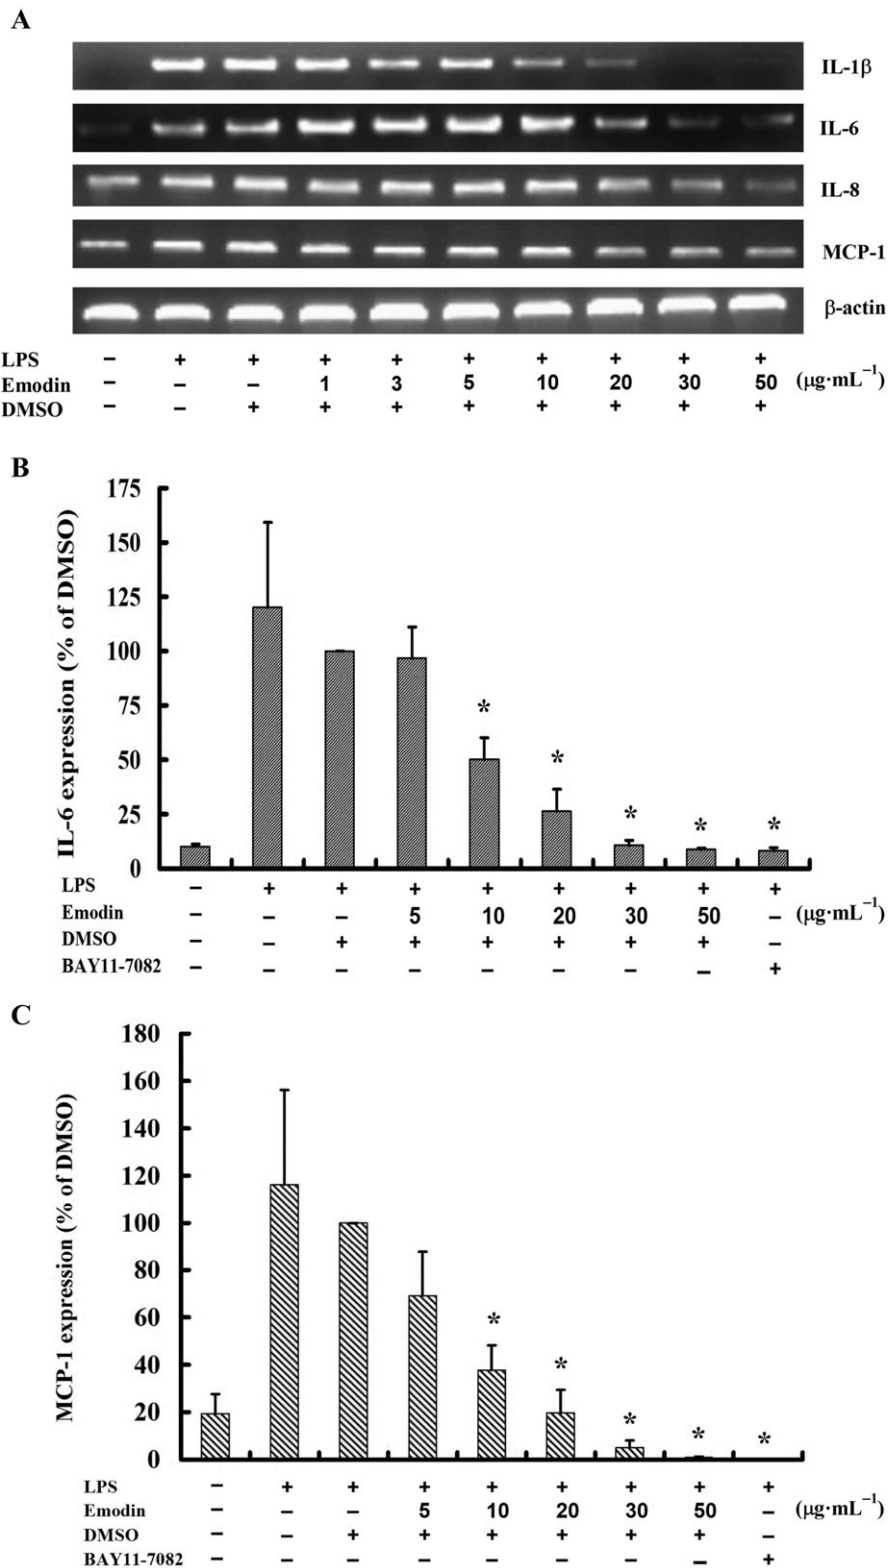 A
IL-1β
IL-6
IL-8
MCP-1
β-actin
LPS – + + + + + + + + +
Emodin – – – 1 3 5 10 20 30 50 (μg·mL⁻¹)
DMSO – – + + + + + + + +
B
IL-6 expression (% of DMSO)
175
150
125
100
75
50
25
0
* * * * *
LPS – + + + + + + + +
Emodin – – – 5 10 20 30 50 – (μg·mL⁻¹)
DMSO – – + + + + + + –
BAY11-7082 – – – – – – – – +
C
MCP-1 expression (% of DMSO)
180
160
140
120
100
80
60
40
20
0
* * * * *
LPS – + + + + + + + +
Emodin – – – 5 10 20 30 50 – (μg·mL⁻¹)
DMSO – – + + + + + + –
BAY11-7082 – – – – – – – – +